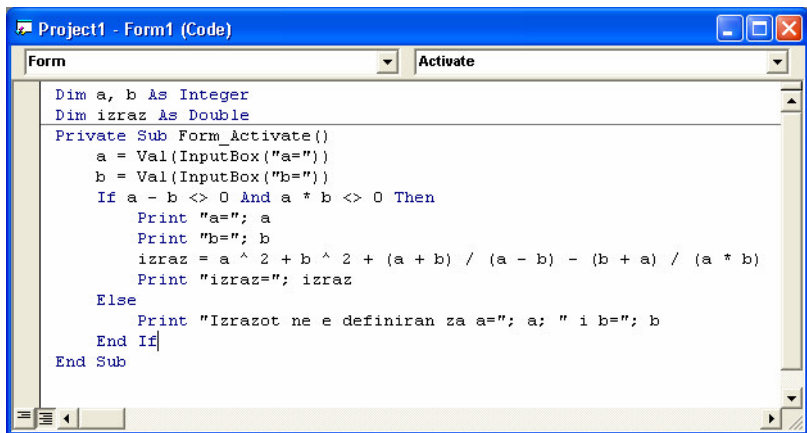 Project1 - Form1 (Code)
Form Activate
Dim a, b As Integer
Dim izraz As Double
Private Sub Form_Activate()
    a = Val(InputBox("a="))
    b = Val(InputBox("b="))
    If a - b <> 0 And a * b <> 0 Then
        Print "a="; a
        Print "b="; b
        izraz = a ^ 2 + b ^ 2 + (a + b) / (a - b) - (b + a) / (a * b)
        Print "izraz="; izraz
    Else
        Print "Izrazot ne e definiran za a="; a; " i b="; b
    End If
End Sub